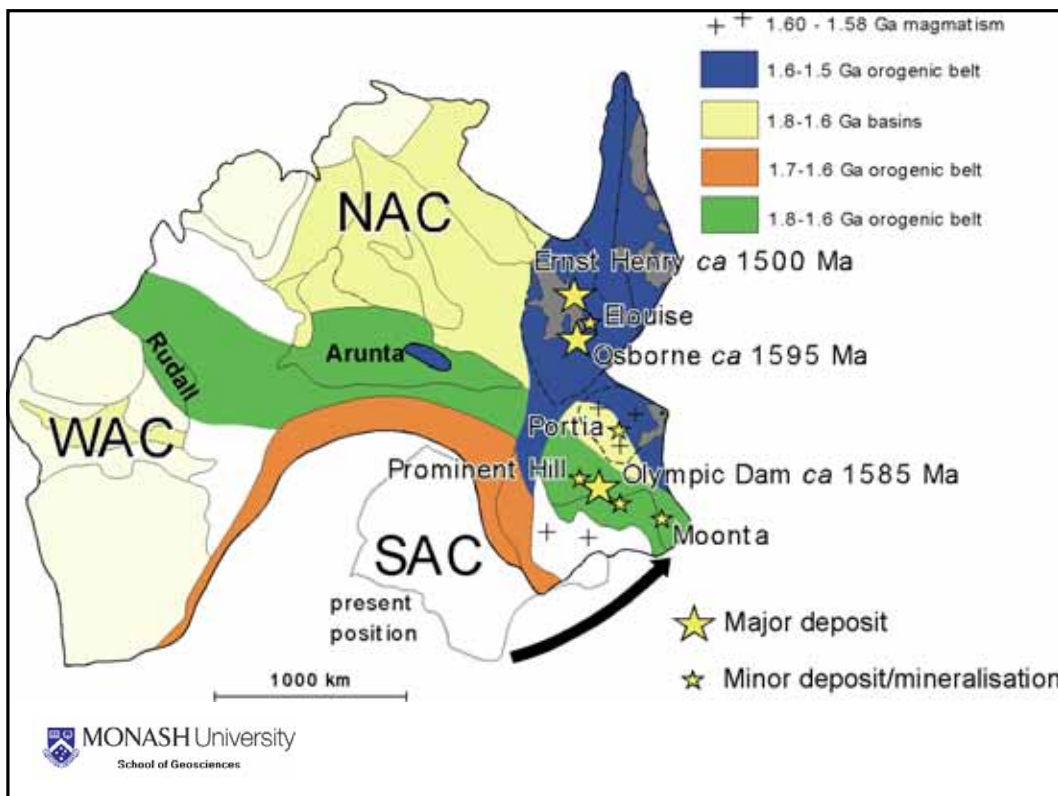 1.60 - 1.58 Ga magmatism
1.6-1.5 Ga orogenic belt
1.8-1.6 Ga basins
1.7-1.6 Ga orogenic belt
1.8-1.6 Ga orogenic belt
NAC
Ernst Henry ca 1500 Ma
Elouise
Osborne ca 1595 Ma
Arunta
Rudall
WAC
Portia
Prominent Hill
Olympic Dam ca 1585 Ma
Moonta
SAC
present
position
Major deposit
Minor deposit/mineralisation
1000 km
MONASH University
School of Geosciences